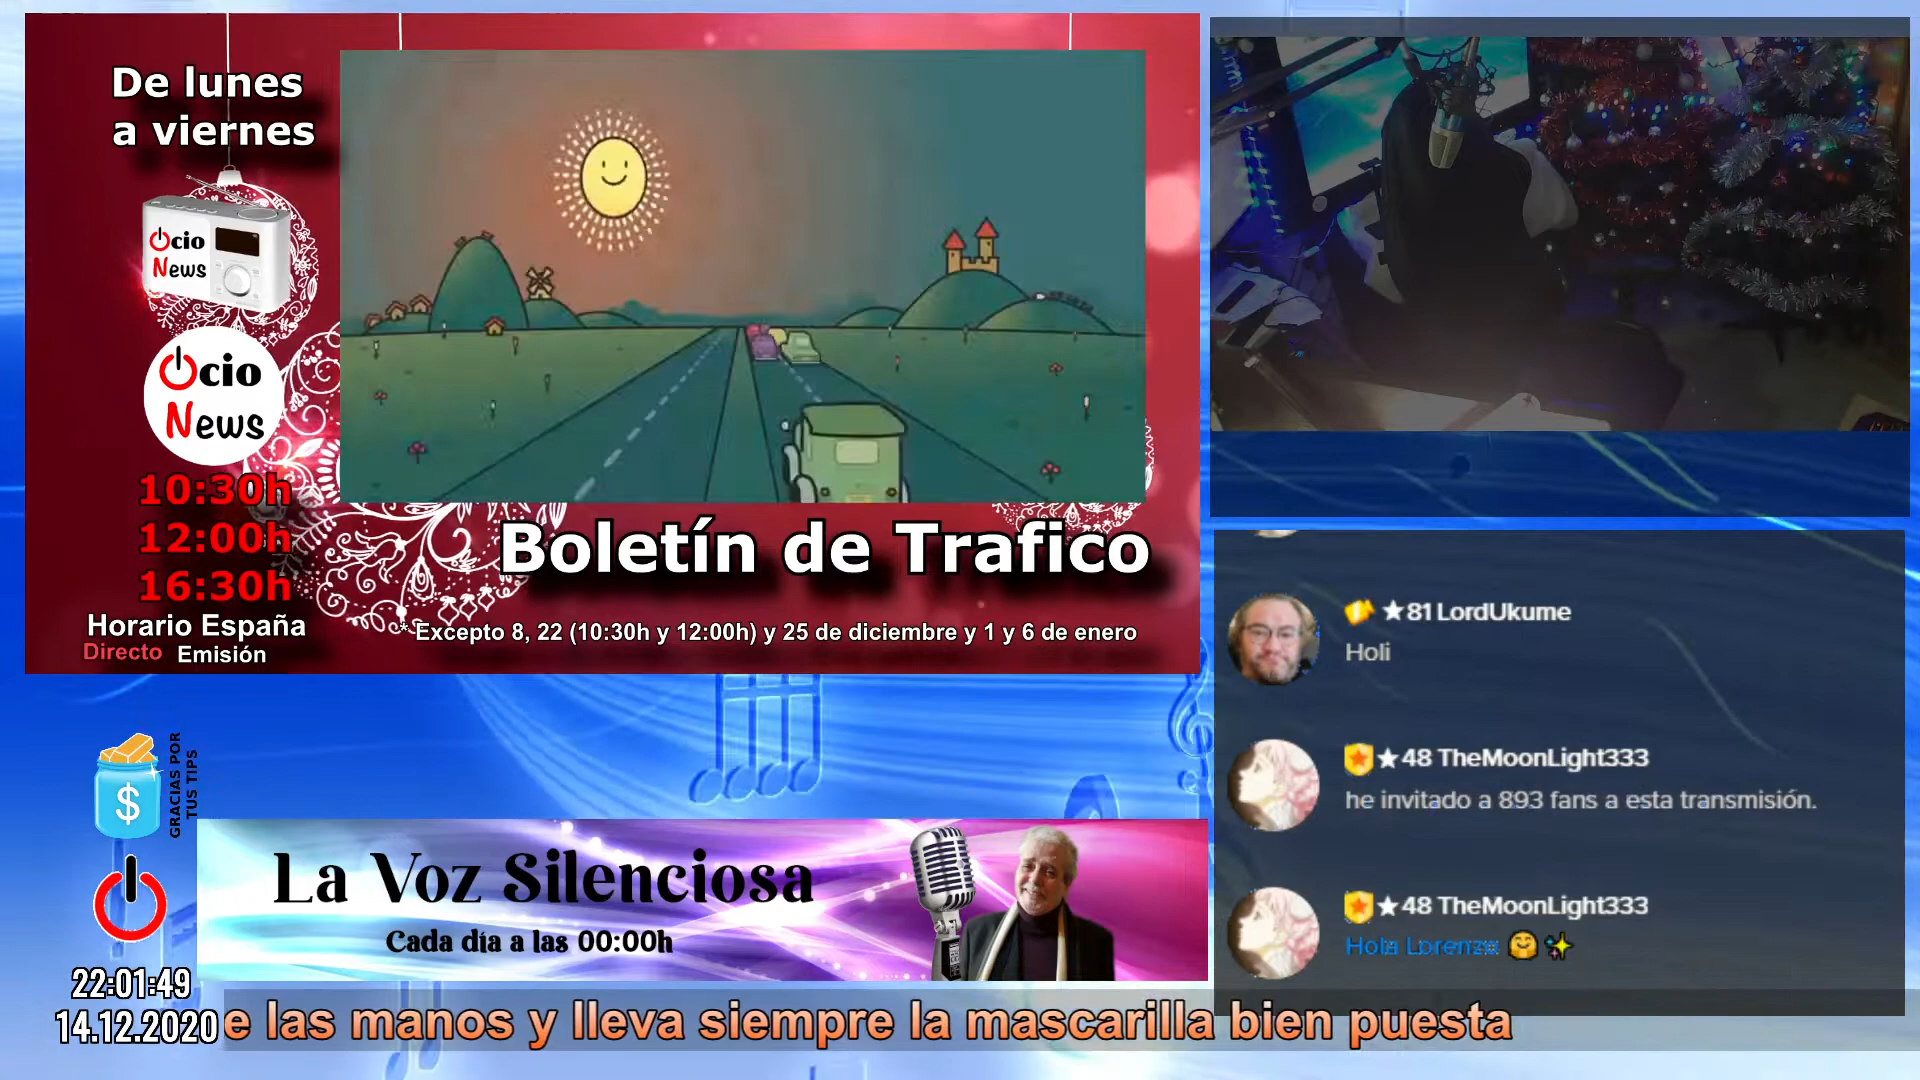 De lunes
a viernes
Ocio
News
Ocio
News
10:30h
12:00h
16:30h
Horario España
Directo Emisión
Boletín de Trafico
* Excepto 8, 22 (10:30h y 12:00h) y 25 de diciembre y 1 y 6 de enero
★81 LordUkume
Holi
★48 TheMoonLight333
he invitado a 893 fans a esta transmisión.
★48 TheMoonLight333
Hola Lorenzo 🤗✨
$
GRACIAS POR
TUS TIPS
La Voz Silenciosa
Cada día a las 00:00h
22:01:49
14.12.2020
e las manos y lleva siempre la mascarilla bien puesta